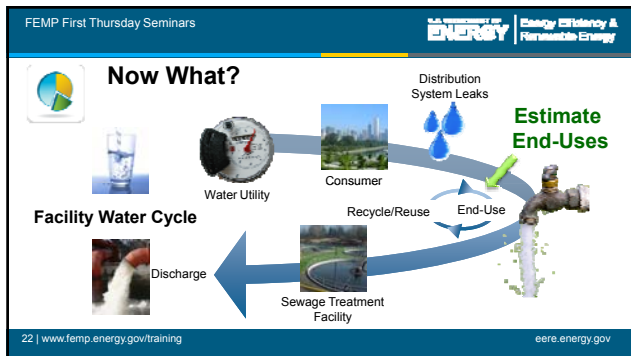 FEMP First Thursday Seminars
U.S. DEPARTMENT OF
ENERGY
Energy Efficiency &
Renewable Energy
Now What?
Distribution
System Leaks
Estimate
End-Uses
Water Utility
Consumer
Recycle/Reuse
End-Use
Facility Water Cycle
Discharge
Sewage Treatment
Facility
22 | www.femp.energy.gov/training
eere.energy.gov